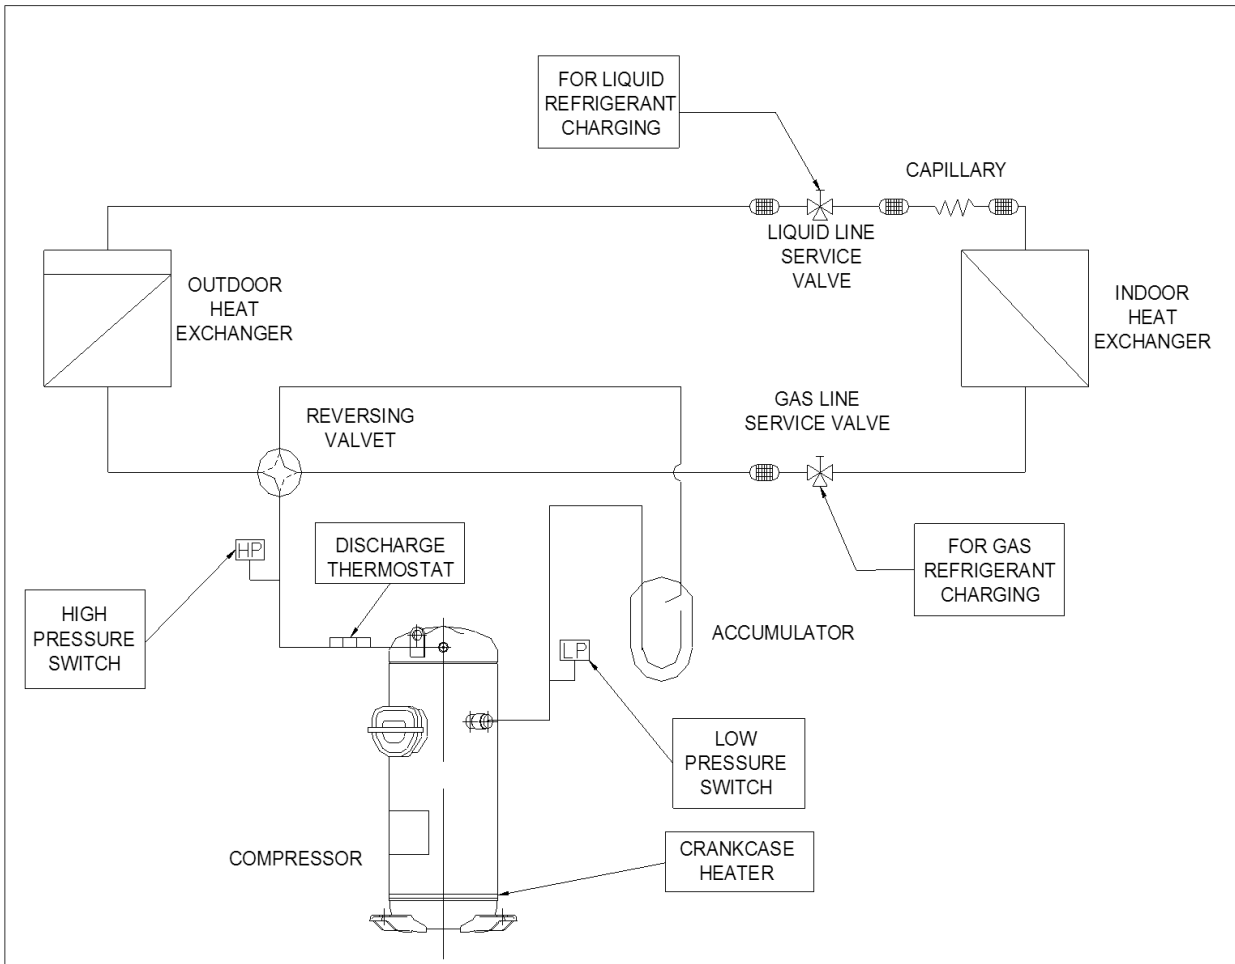 FOR LIQUID
REFRIGERANT
CHARGING
CAPILLARY
LIQUID LINE
SERVICE
VALVE
OUTDOOR
HEAT
EXCHANGER
INDOOR
HEAT
EXCHANGER
GAS LINE
SERVICE VALVE
REVERSING
VALVET
HP
DISCHARGE
THERMOSTAT
FOR GAS
REFRIGERANT
CHARGING
HIGH
PRESSURE
SWITCH
ACCUMULATOR
LP
LOW
PRESSURE
SWITCH
COMPRESSOR
CRANKCASE
HEATER